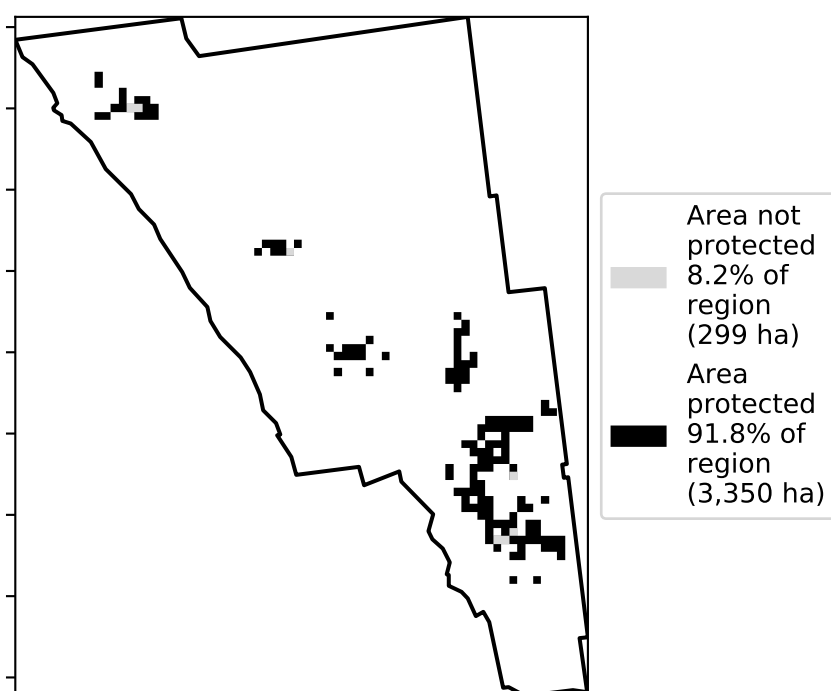 Area not
protected
8.2% of
region
(299 ha)
Area
protected
91.8% of
region
(3,350 ha)